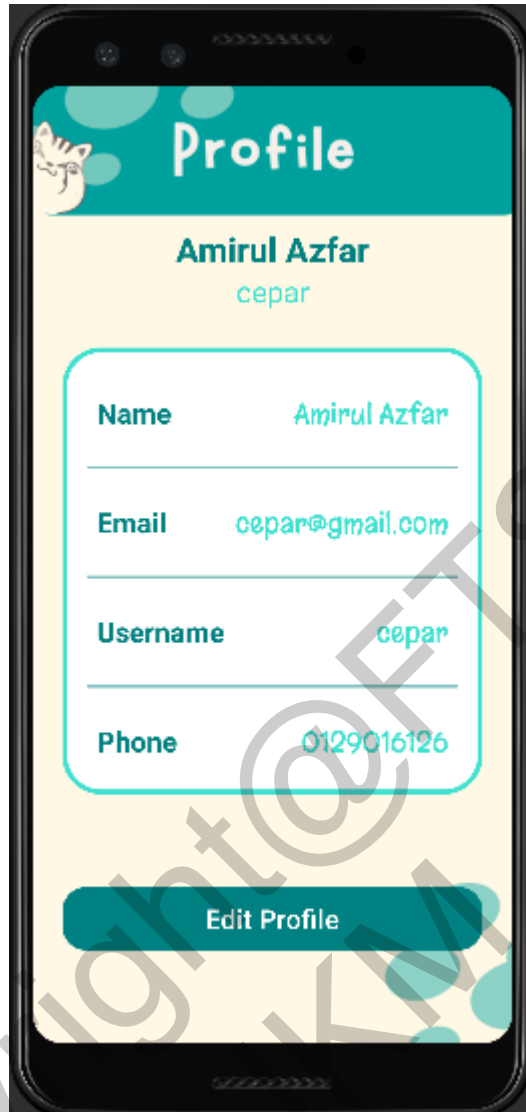 Profile
Amirul Azfar
cepar
Name Amirul Azfar
Email cepar@gmail.com
Username cepar
Phone 0129016126
Edit Profile